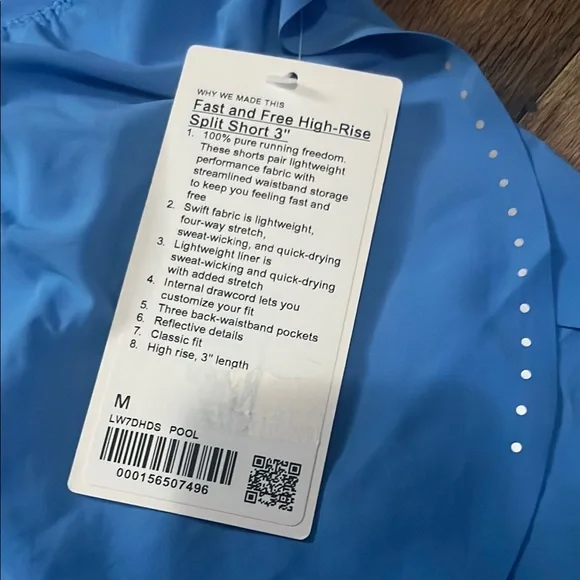 WHY WE MADE THIS
Fast and Free High-Rise
Split Short 3"
1. 100% pure running freedom.
These shorts pair lightweight
performance fabric with
streamlined waistband storage
to keep you feeling fast and
free
2. Swift fabric is lightweight,
four-way stretch,
sweat-wicking, and quick-drying
3. Lightweight liner is
sweat-wicking and quick-drying
with added stretch
4. Internal drawcord lets you
customize your fit
5. Three back-waistband pockets
6. Reflective details
7. Classic fit
8. High rise, 3" length
M
LW7DHDS POOL
000156507496